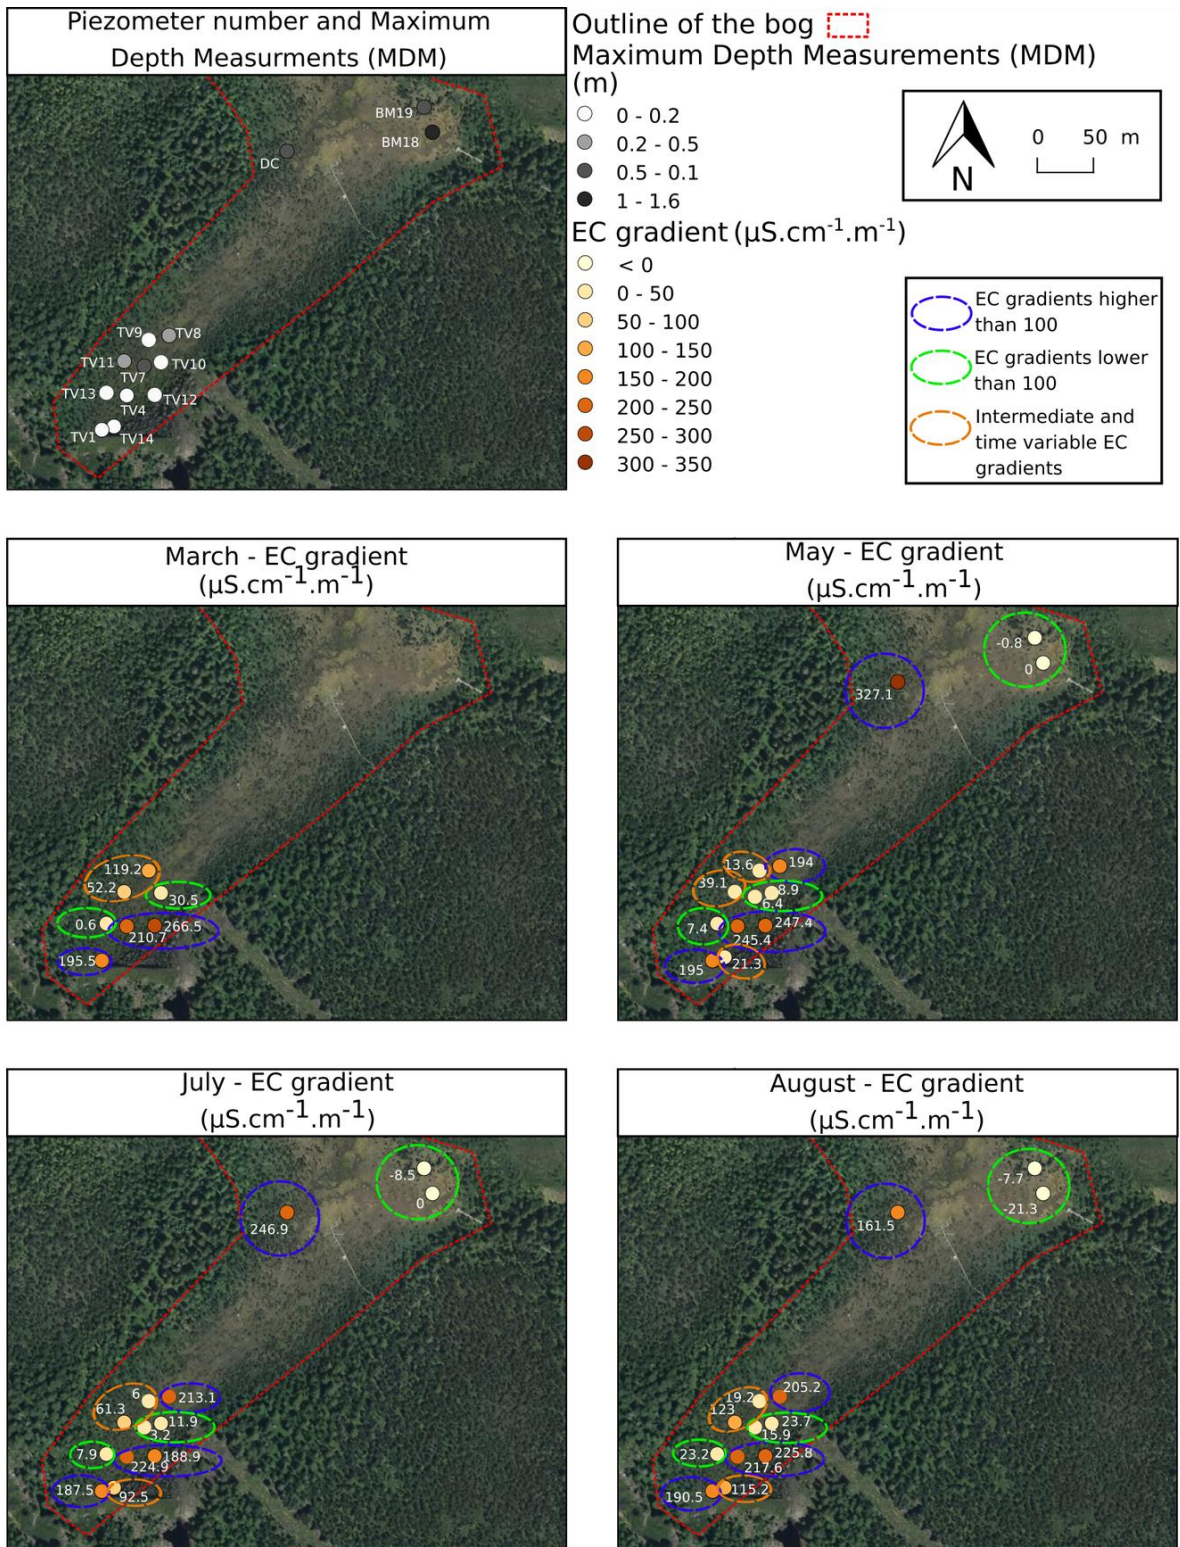 Piezometer number and Maximum
Depth Measurments (MDM)
BM19
BM18
DC
TV9
TV8
TV11
TV7
TV10
TV13
TV4
TV12
TV1
TV14
Outline of the bog
Maximum Depth Measurements (MDM)
(m)
0 - 0.2
0.2 - 0.5
0.5 - 0.1
1 - 1.6
EC gradient (µS.cm⁻¹.m⁻¹)
< 0
0 - 50
50 - 100
100 - 150
150 - 200
200 - 250
250 - 300
300 - 350
0 50 m
N
EC gradients higher
than 100
EC gradients lower
than 100
Intermediate and
time variable EC
gradients
March - EC gradient
(µS.cm⁻¹.m⁻¹)
119.2
52.2
30.5
0.6
210.7
266.5
195.5
May - EC gradient
(µS.cm⁻¹.m⁻¹)
-0.8
0
327.1
13.6
194
39.1
8.9
6.4
7.4
245.4
247.4
195
21.3
July - EC gradient
(µS.cm⁻¹.m⁻¹)
-8.5
0
246.9
6
213.1
61.3
11.9
3.2
7.9
188.9
224.9
187.5
92.5
August - EC gradient
(µS.cm⁻¹.m⁻¹)
-7.7
-21.3
161.5
19.2
205.2
123
23.7
15.9
23.2
225.8
217.6
190.5
115.2